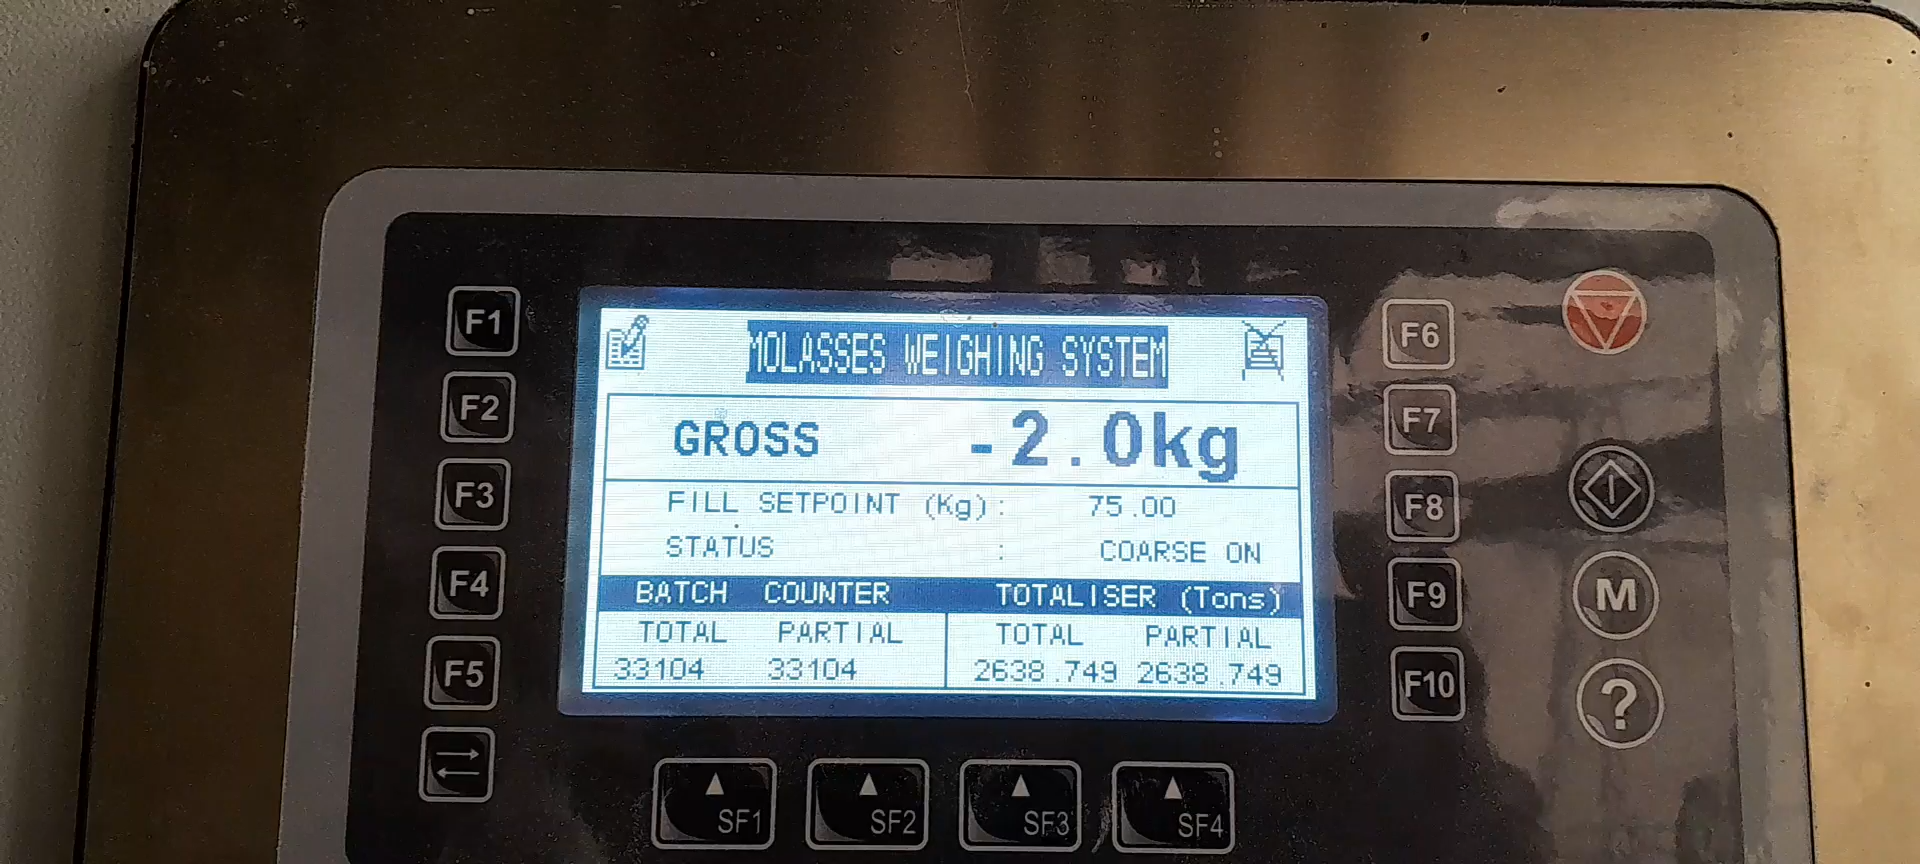 MOLASSES WEIGHING SYSTEM
GROSS -2.0kg
FILL SETPOINT (Kg): 75.00
STATUS : COARSE ON
BATCH COUNTER TOTALISER (Tons)
TOTAL PARTIAL TOTAL PARTIAL
33104 33104 2638.749 2638.749
F1
F2
F3
F4
F5
F6
F7
F8
F9
F10
M
?
SF1 SF2 SF3 SF4